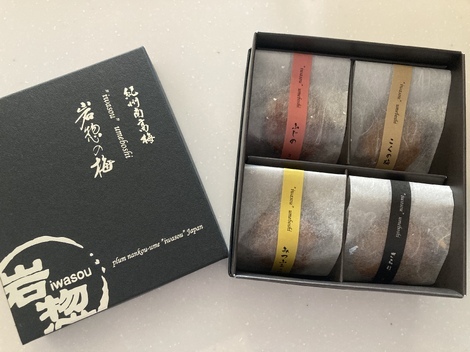 紀州南高梅
"iwasou" umeboshi
岩惣の梅
plum nankou-ume "iwasou" Japan
岩惣
iwasou
"iwasou" umeboshi
"iwasou" umeboshi
"iwasou" umeboshi
"iwasou" umeboshi